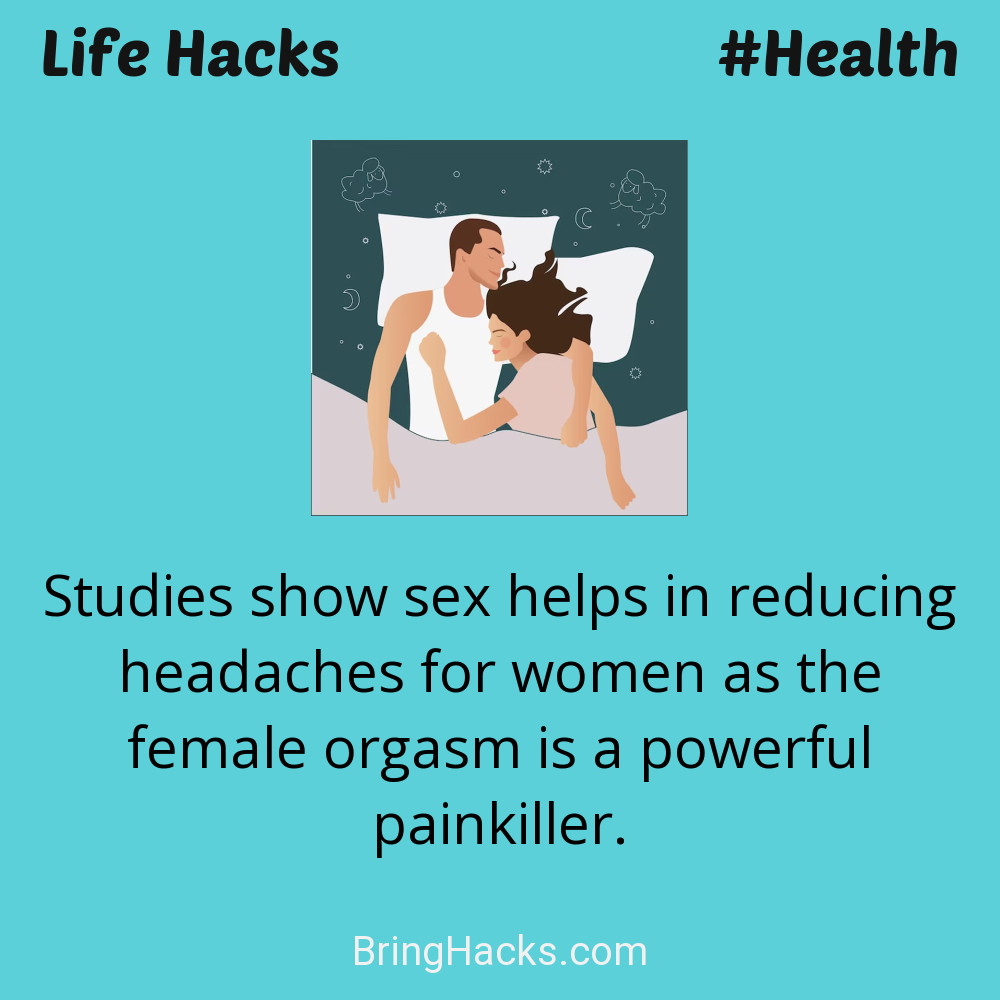 Life Hacks
#Health
Studies show sex helps in reducing
headaches for women as the
female orgasm is a powerful
painkiller.
BringHacks.com